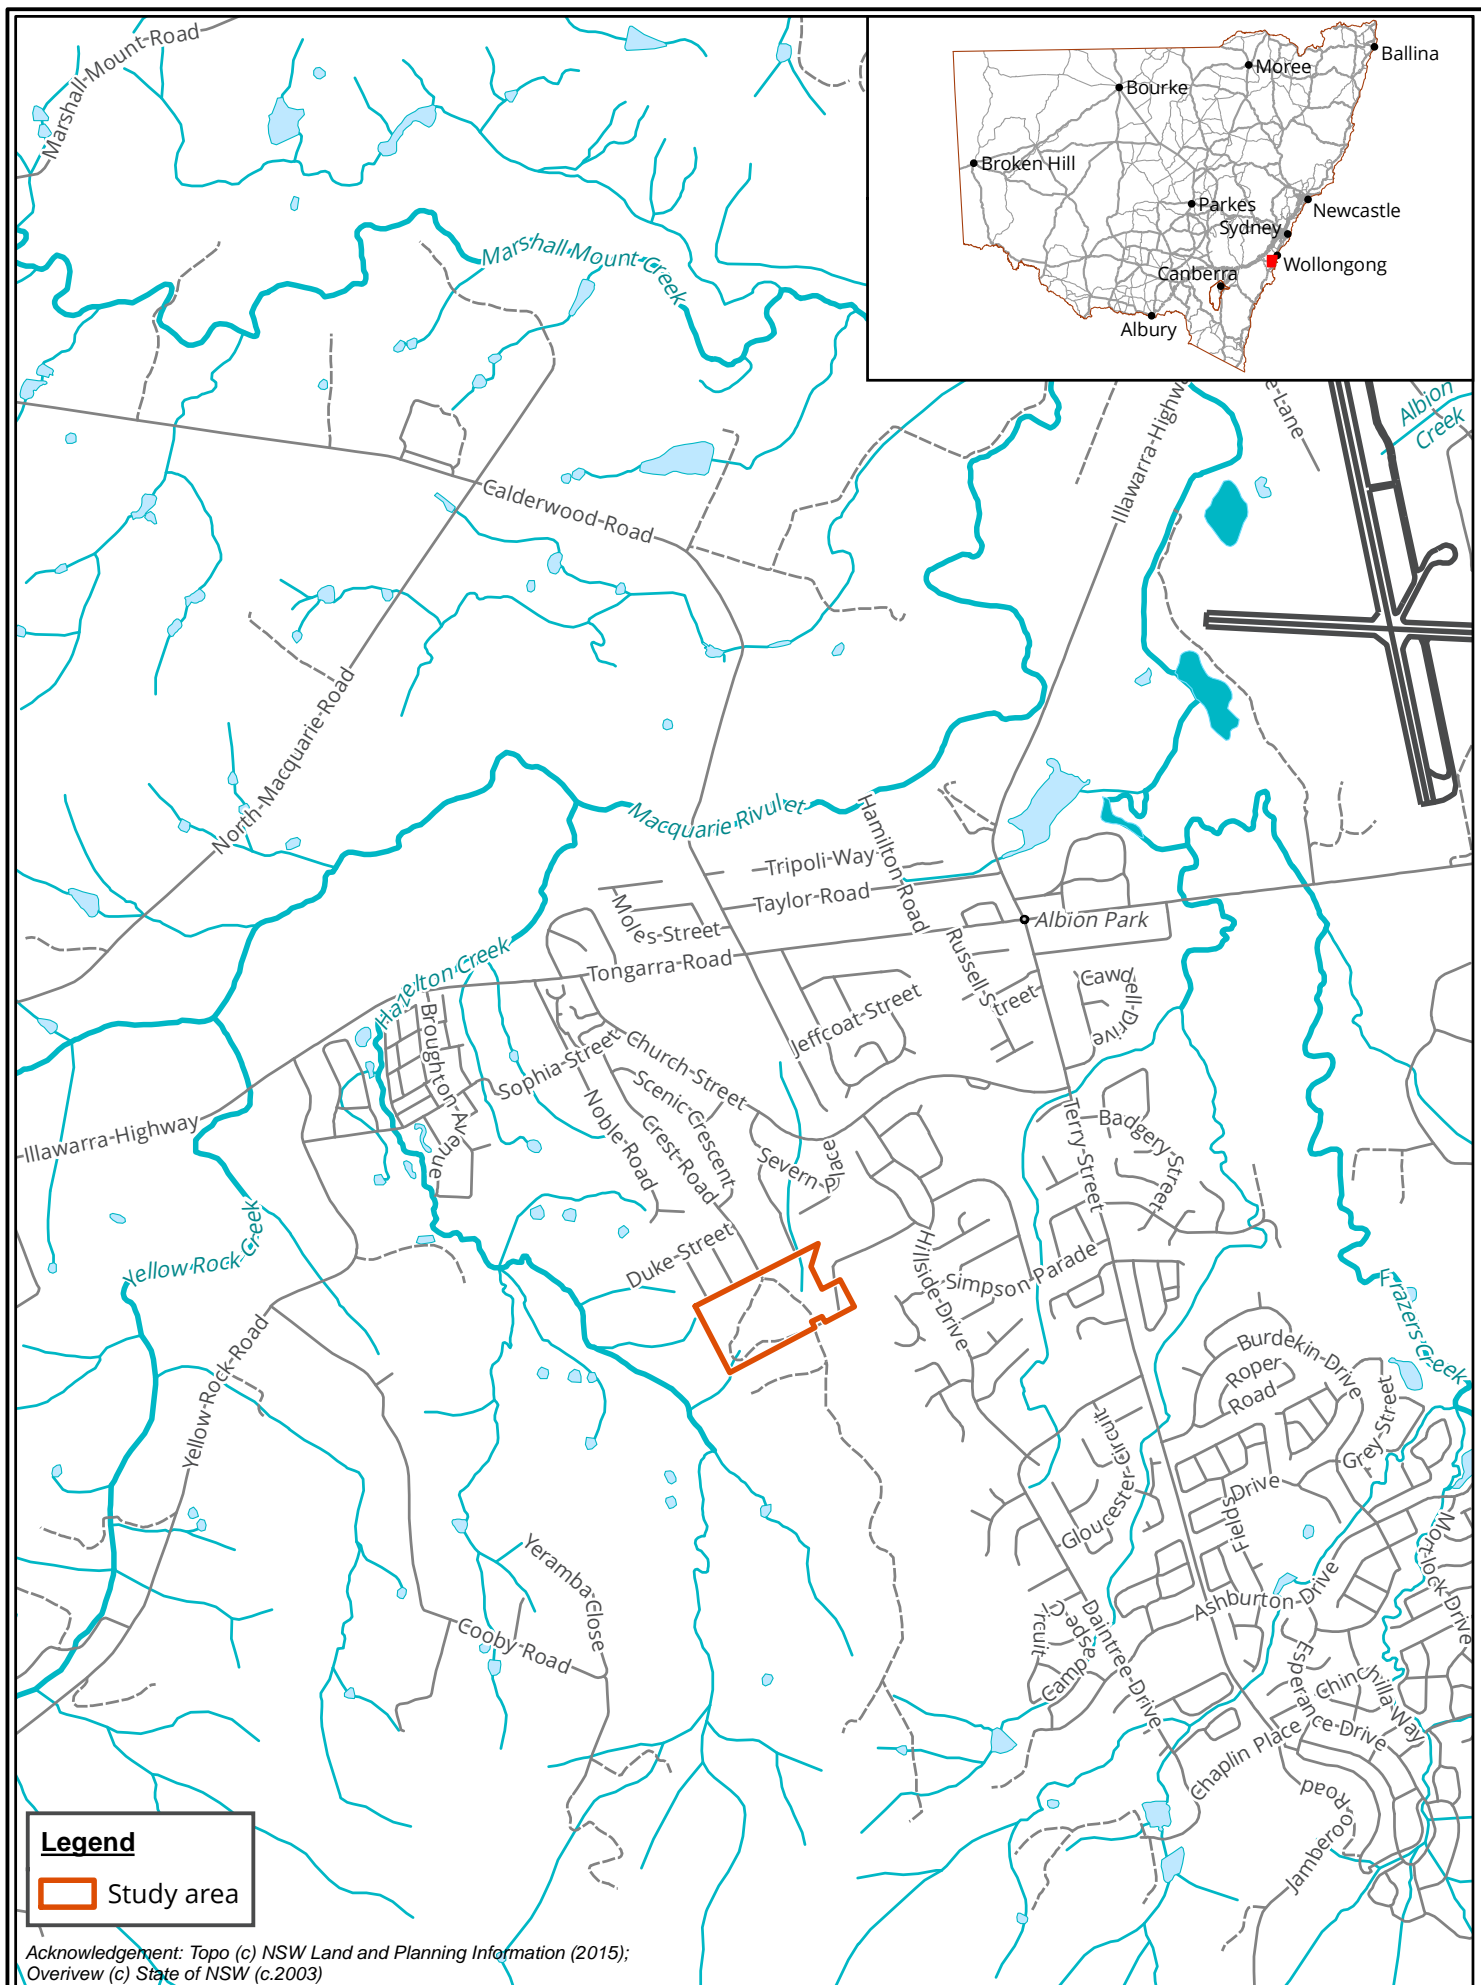 Marshall Mount Road
Ballina
Moree
Bourke
Broken Hill
Parkes
Newcastle
Sydney
Wollongong
Canberra
Albury
Marshall Mount Creek
Albion
Creek
Illawarra-Highw
e-Lane
Calderwood-Road
North-Macquarie-Road
Macquarie Rivulet
Hamilton-Road
Tripoli-Way
Taylor-Road
Moles-Street
Albion Park
Tongarra-Road
Russell-Street
Cawdell-Drive
Hazelton Creek
Jeffcoat-Street
Broughton-Avenue
Sophia-Street
Church-Street
Scenic-Crescent
Crest-Road
Noble-Road
Illawarra-Highway
Terry-Street
Badgery-Street
Severn-Place
Yellow Rock Creek
Duke-Street
Hillside-Drive
Simpson-Parade
Frazers Creek
Yellow-Rock-Road
Burdekin-Drive
Roper
Road
Grey-Street
Gloucester-Circuit
Fields-Drive
Mort-lock-Drive
Yeramba-Close
Ashburton-Drive
Cooby-Road
Campaspe-Circuit
Daintree-Drive
Esperance-Drive
Chinchilla Way
Chaplin Place
Jamberoo Road
Legend
Study area
Acknowledgement: Topo (c) NSW Land and Planning Information (2015);
Overivew (c) State of NSW (c.2003)